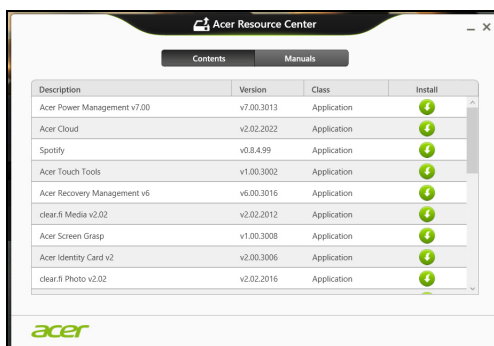 Acer Resource Center
Contents Manuals
Description Version Class Install
Acer Power Management v7.00 v7.00.3013 Application
Acer Cloud v2.02.2022 Application
Spotify v0.8.4.99 Application
Acer Touch Tools v1.00.3002 Application
Acer Recovery Management v6 v6.00.3016 Application
clear.fi Media v2.02 v2.02.2012 Application
Acer Screen Grasp v1.00.3008 Application
Acer Identity Card v2 v2.00.3006 Application
clear.fi Photo v2.02 v2.02.2016 Application
acer